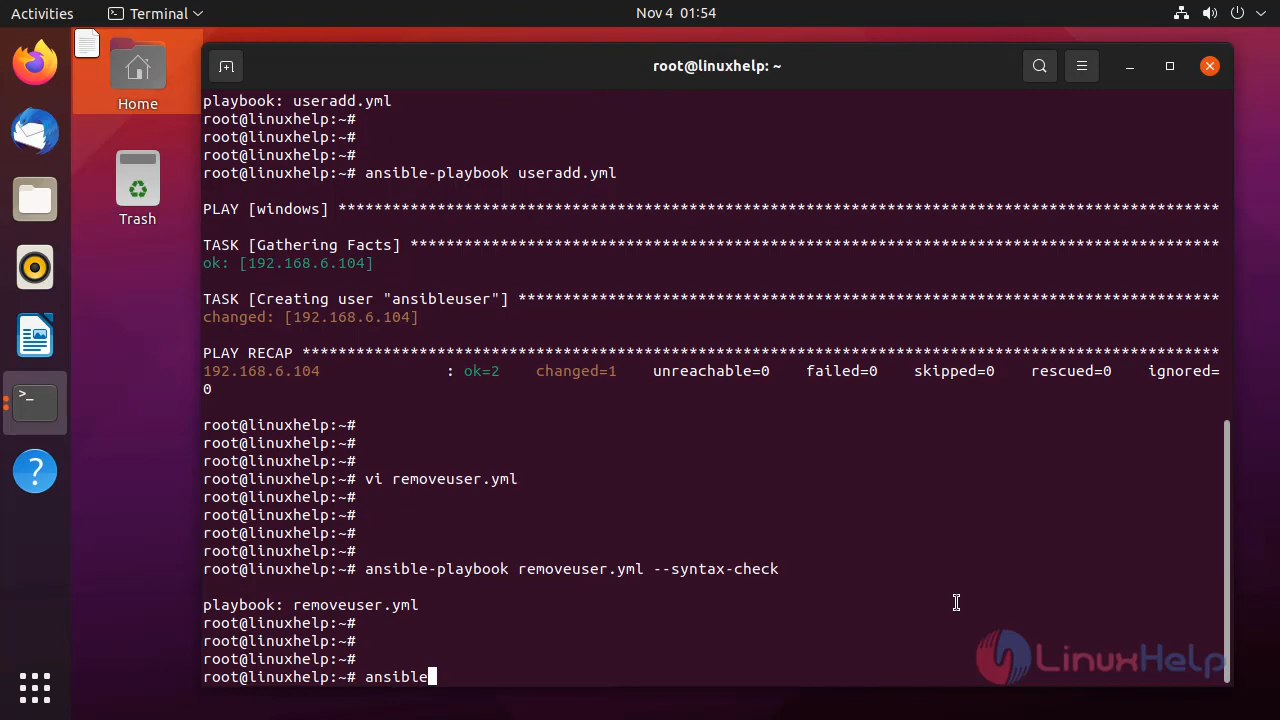 Activities
Terminal
Nov 4 01:54
Home
Trash
root@linuxhelp: ~
playbook: useradd.yml
root@linuxhelp:~#
root@linuxhelp:~#
root@linuxhelp:~#
root@linuxhelp:~# ansible-playbook useradd.yml
PLAY [windows] **************************************************************************************************
TASK [Gathering Facts] ******************************************************************************************
ok: [192.168.6.104]
TASK [Creating user "ansibleuser"] ******************************************************************************
changed: [192.168.6.104]
PLAY RECAP ******************************************************************************************************
192.168.6.104 : ok=2 changed=1 unreachable=0 failed=0 skipped=0 rescued=0 ignored=
0
root@linuxhelp:~#
root@linuxhelp:~#
root@linuxhelp:~#
root@linuxhelp:~# vi removeuser.yml
root@linuxhelp:~#
root@linuxhelp:~#
root@linuxhelp:~#
root@linuxhelp:~#
root@linuxhelp:~# ansible-playbook removeuser.yml --syntax-check
playbook: removeuser.yml
root@linuxhelp:~#
root@linuxhelp:~#
root@linuxhelp:~#
root@linuxhelp:~# ansible
LinuxHelp